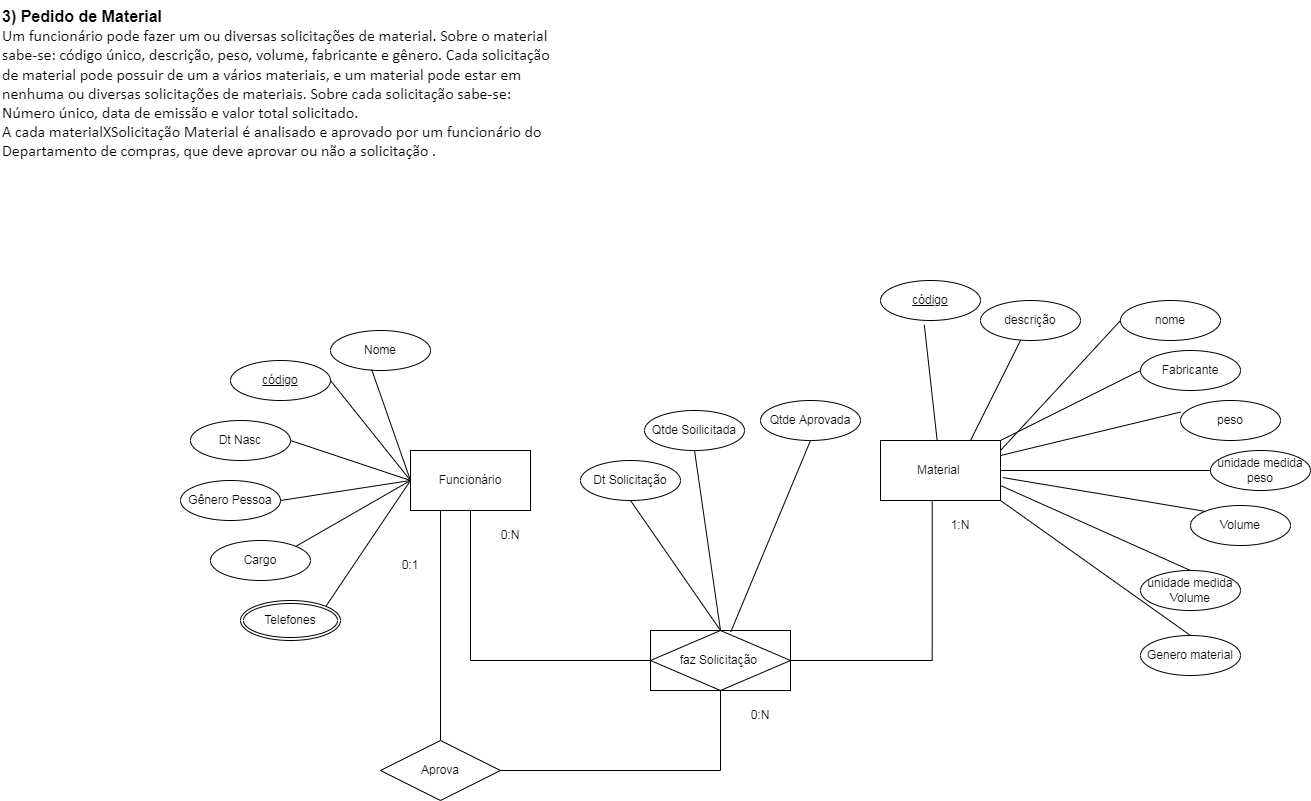 3) Pedido de Material
Um funcionário pode fazer um ou diversas solicitações de material. Sobre o material
sabe-se: código único, descrição, peso, volume, fabricante e gênero. Cada solicitação
de material pode possuir de um a vários materiais, e um material pode estar em
nenhuma ou diversas solicitações de materiais. Sobre cada solicitação sabe-se:
Número único, data de emissão e valor total solicitado.
A cada materialXSolicitação Material é analisado e aprovado por um funcionário do
Departamento de compras, que deve aprovar ou não a solicitação .
código
descrição
nome
Nome
Fabricante
código
Qtde Aprovada
peso
Qtde Soilicitada
Dt Nasc
unidade medida
peso
Material
Funcionário
Dt Solicitação
Gênero Pessoa
Volume
1:N
0:N
Cargo
0:1
unidade medida
Volume
Telefones
Genero material
faz Solicitação
0:N
Aprova